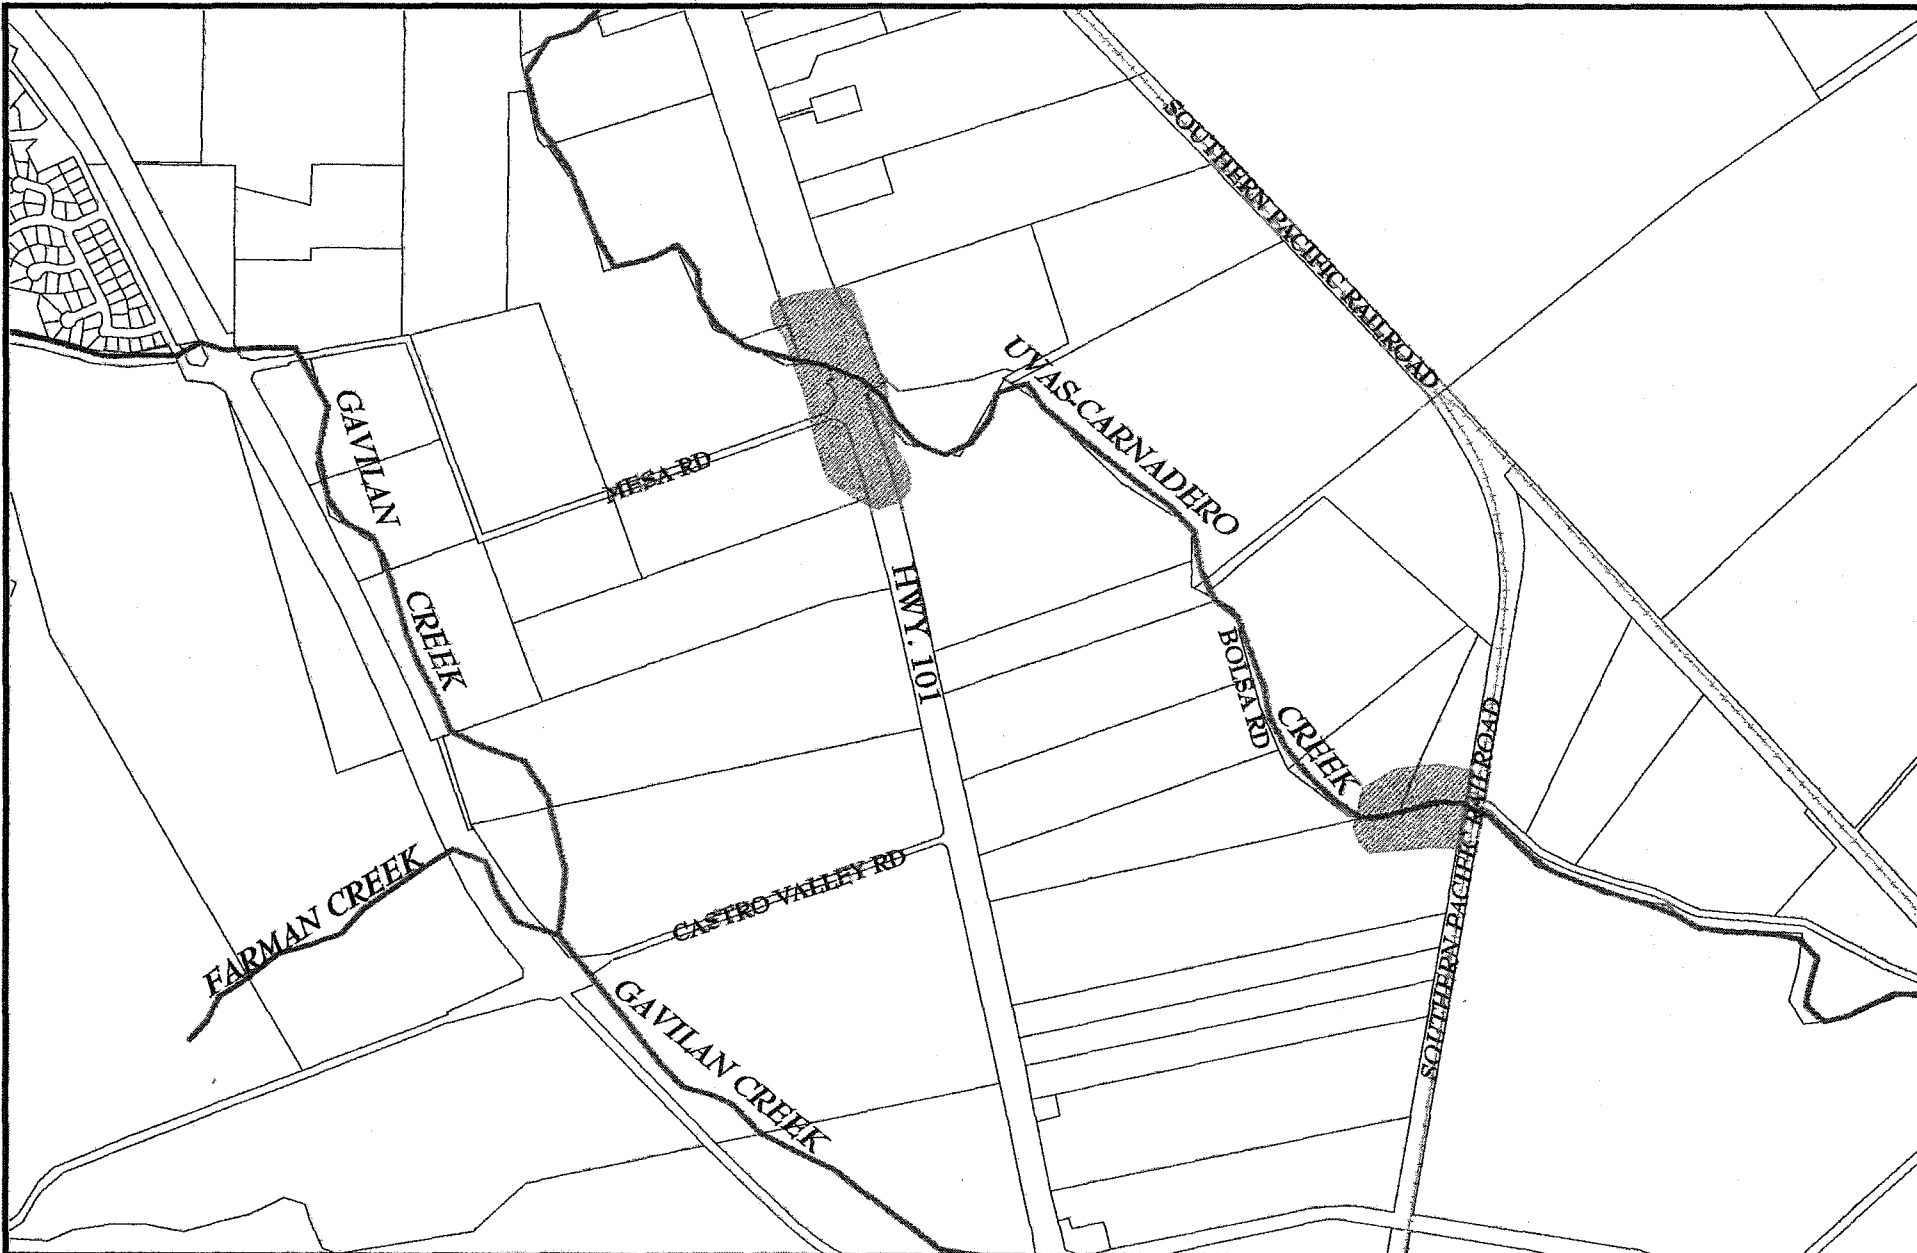 SOUTHERN PACIFIC RAILROAD
UVAS-CARNADERO
GAVILAN
MESA RD
HWY. 101
CREEK
BOLSA RD
CREEK
SOUTHERN PACIFIC RAILROAD
FARMAN CREEK
CASTRO VALLEY RD
GAVILAN CREEK